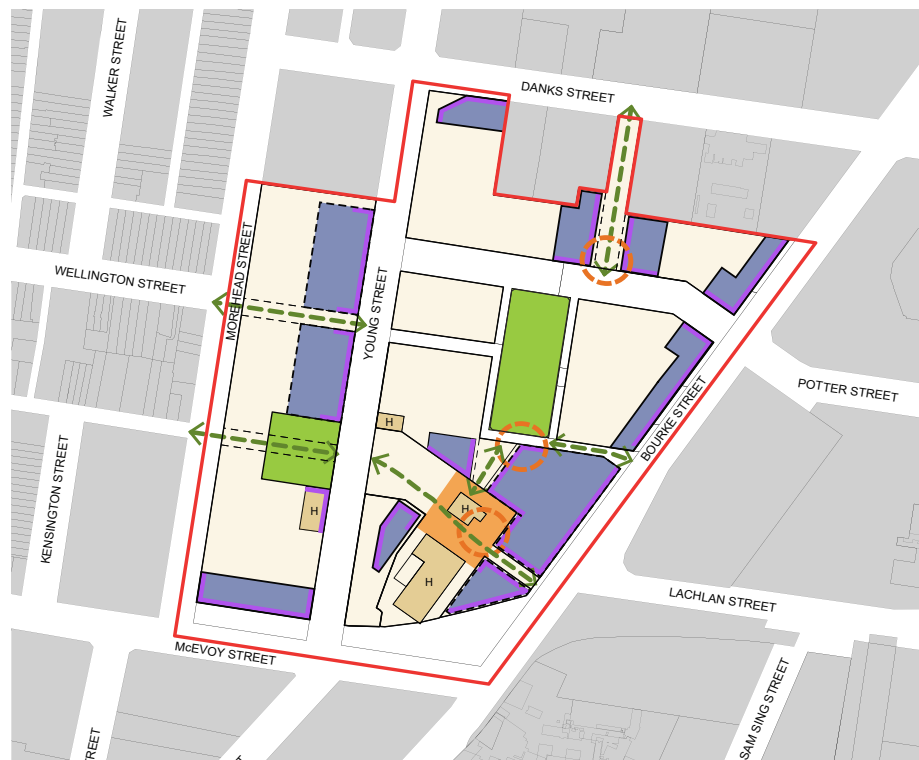 WALKER STREET
DANKS STREET
MOREHEAD STREET
WELLINGTON STREET
YOUNG STREET
POTTER STREET
BOURKE STREET
KENSINGTON STREET
H
H
H
H
LACHLAN STREET
McEVOY STREET
SAM SING STREET
REET